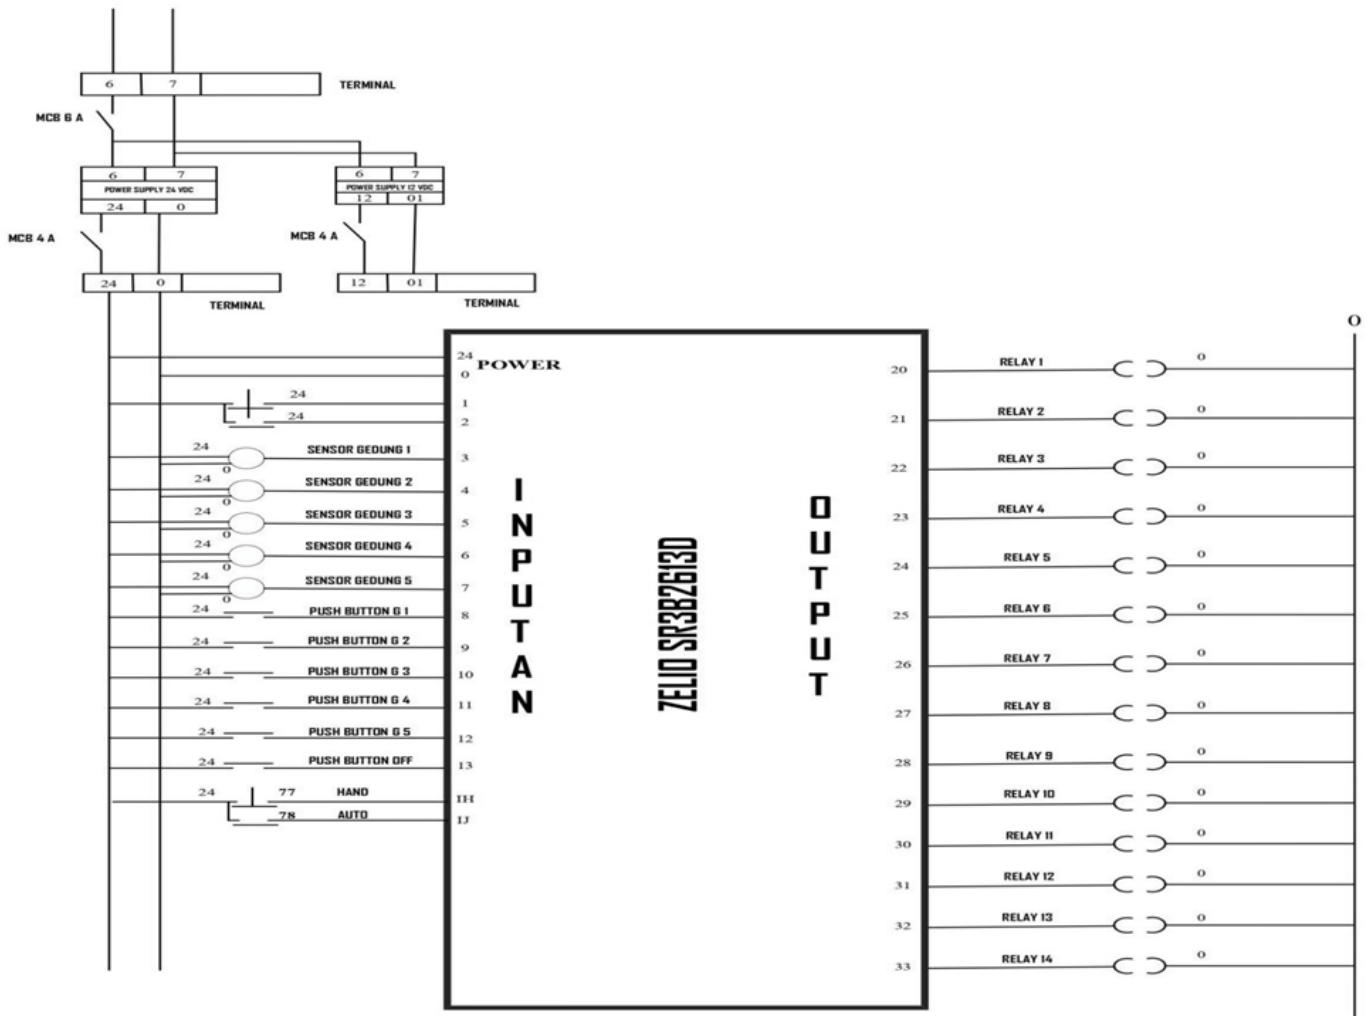 6 7 TERMINAL
MCB 6 A
6 7
POWER SUPPLY 24 VDC
24 0
6 7
POWER SUPPLY 12 VDC
12 01
MCB 4 A
MCB 4 A
24 0
TERMINAL
12 01
TERMINAL
24
0
POWER
24 1
24 2
24 0 SENSOR GEDUNG 1 3
24 0 SENSOR GEDUNG 2 4
24 0 SENSOR GEDUNG 3 5
24 0 SENSOR GEDUNG 4 6
24 0 SENSOR GEDUNG 5 7
24 PUSH BUTTON G 1 8
24 PUSH BUTTON G 2 9
24 PUSH BUTTON G 3 10
24 PUSH BUTTON G 4 11
24 PUSH BUTTON G 5 12
24 PUSH BUTTON OFF 13
24 77 HAND IH
78 AUTO IJ
INPUTAN
ZELIO SR3B2613D
OUTPUT
O
20 RELAY 1 0
21 RELAY 2 0
22 RELAY 3 0
23 RELAY 4 0
24 RELAY 5 0
25 RELAY 6 0
26 RELAY 7 0
27 RELAY 8 0
28 RELAY 9 0
29 RELAY 10 0
30 RELAY 11 0
31 RELAY 12 0
32 RELAY 13 0
33 RELAY 14 0